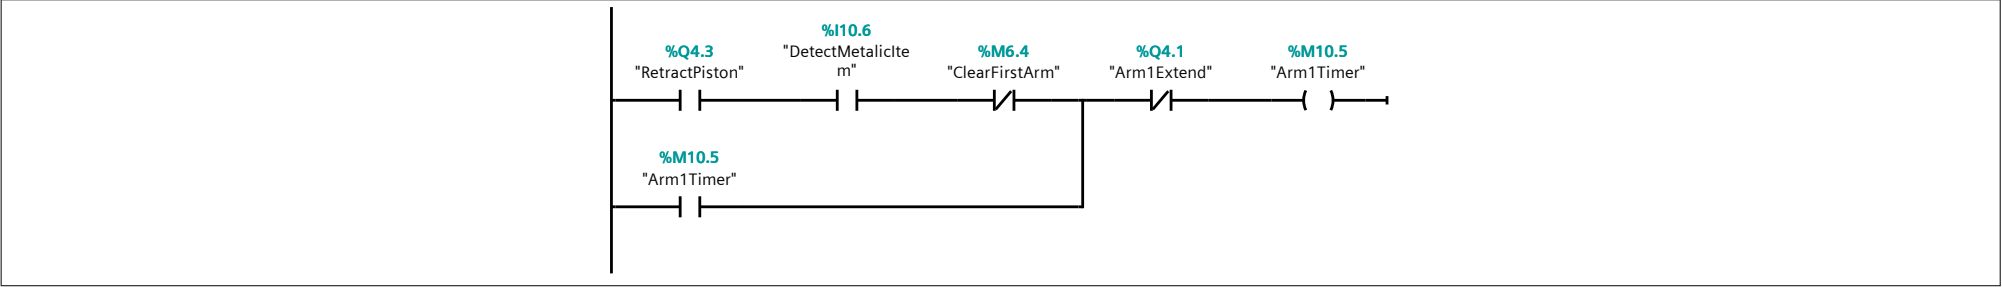 %I10.6
%Q4.3
"DetectMetalicIte
%M6.4
%Q4.1
%M10.5
"RetractPiston"
m"
"ClearFirstArm"
"Arm1Extend"
"Arm1Timer"
%M10.5
"Arm1Timer"